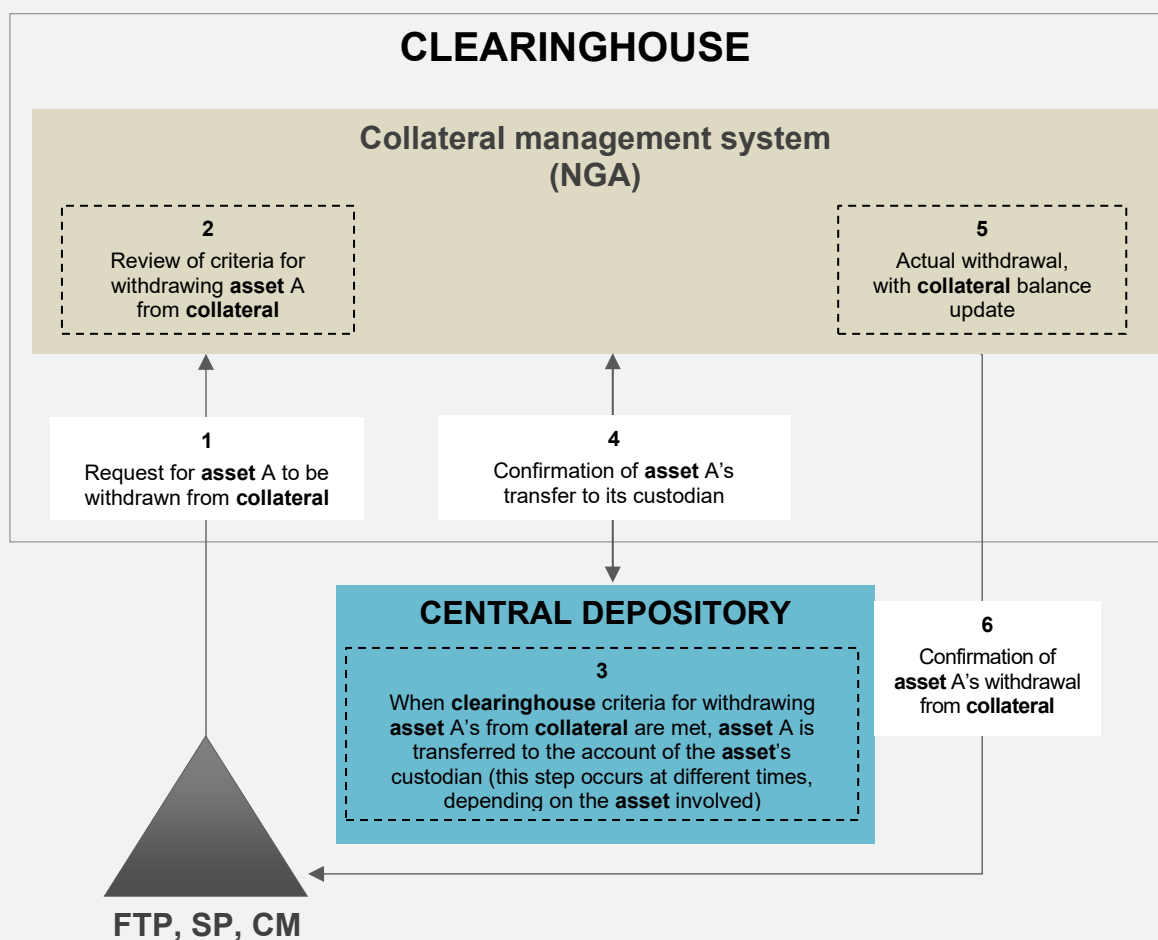 CLEARINGHOUSE
Collateral management system
(NGA)
2
Review of criteria for
withdrawing asset A
from collateral
5
Actual withdrawal,
with collateral balance
update
1
Request for asset A to be
withdrawn from collateral
4
Confirmation of asset A's
transfer to its custodian
CENTRAL DEPOSITORY
3
When clearinghouse criteria for withdrawing
asset A's from collateral are met, asset A is
transferred to the account of the asset's
custodian (this step occurs at different times,
depending on the asset involved)
6
Confirmation of
asset A's withdrawal
from collateral
FTP, SP, CM